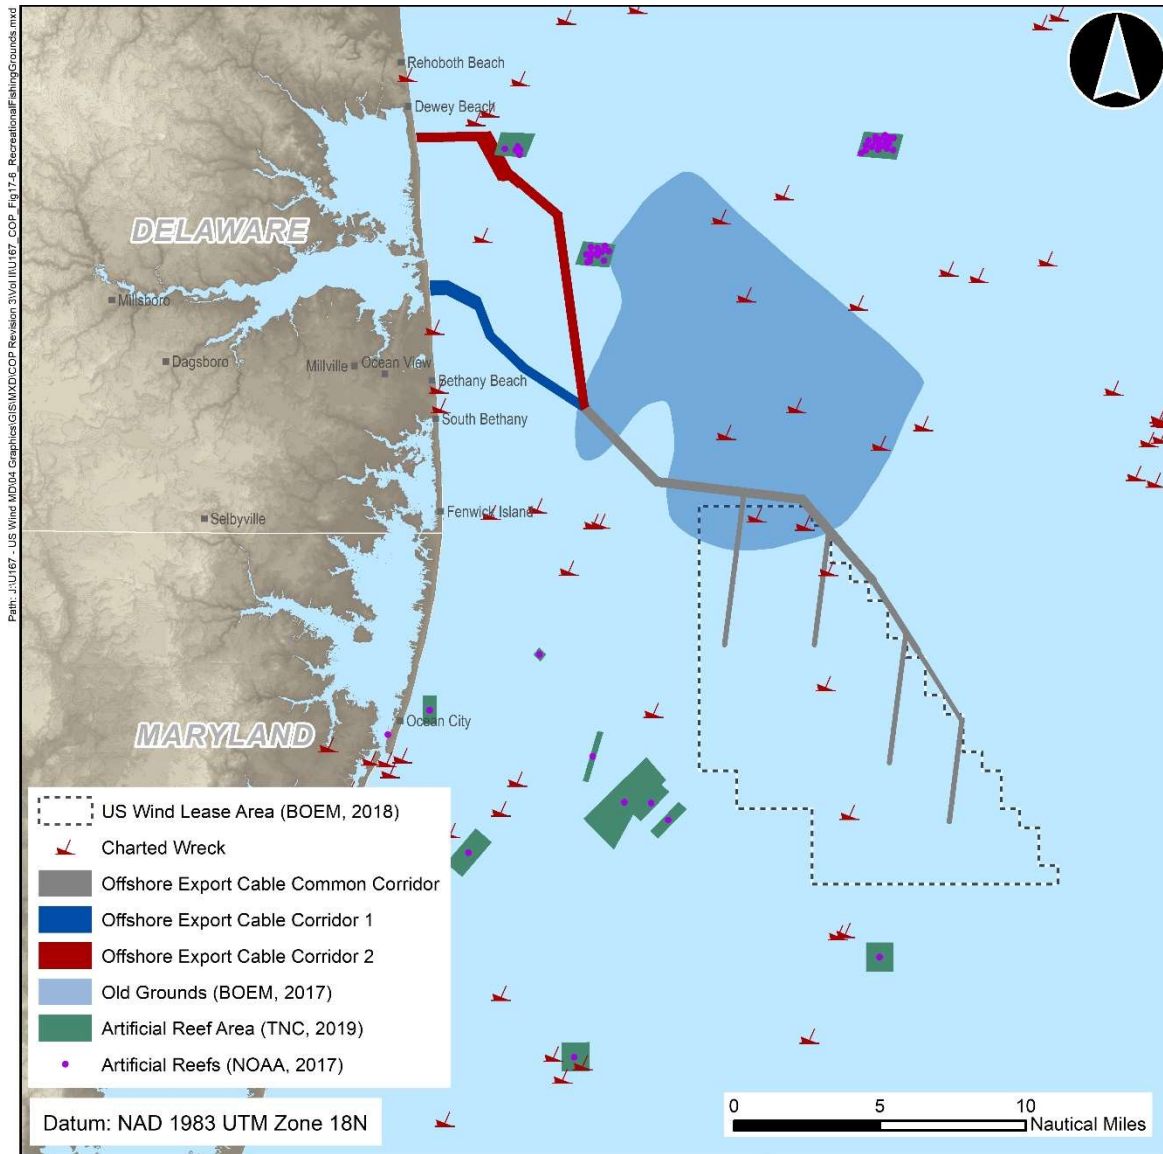 Path: J:\U167 - US Wind MD\04 Graphics\GIS\MXD\COP Revision 3\Vol II\U167_COP_Fig17-6_RecreationalFishingGrounds.mxd
Rehoboth Beach
Dewey Beach
DELAWARE
Millsboro
Dagsboro
Millville
Ocean View
Bethany Beach
South Bethany
Fenwick Island
Selbyville
Ocean City
MARYLAND
US Wind Lease Area (BOEM, 2018)
Charted Wreck
Offshore Export Cable Common Corridor
Offshore Export Cable Corridor 1
Offshore Export Cable Corridor 2
Old Grounds (BOEM, 2017)
Artificial Reef Area (TNC, 2019)
Artificial Reefs (NOAA, 2017)
Datum: NAD 1983 UTM Zone 18N
0 5 10
Nautical Miles